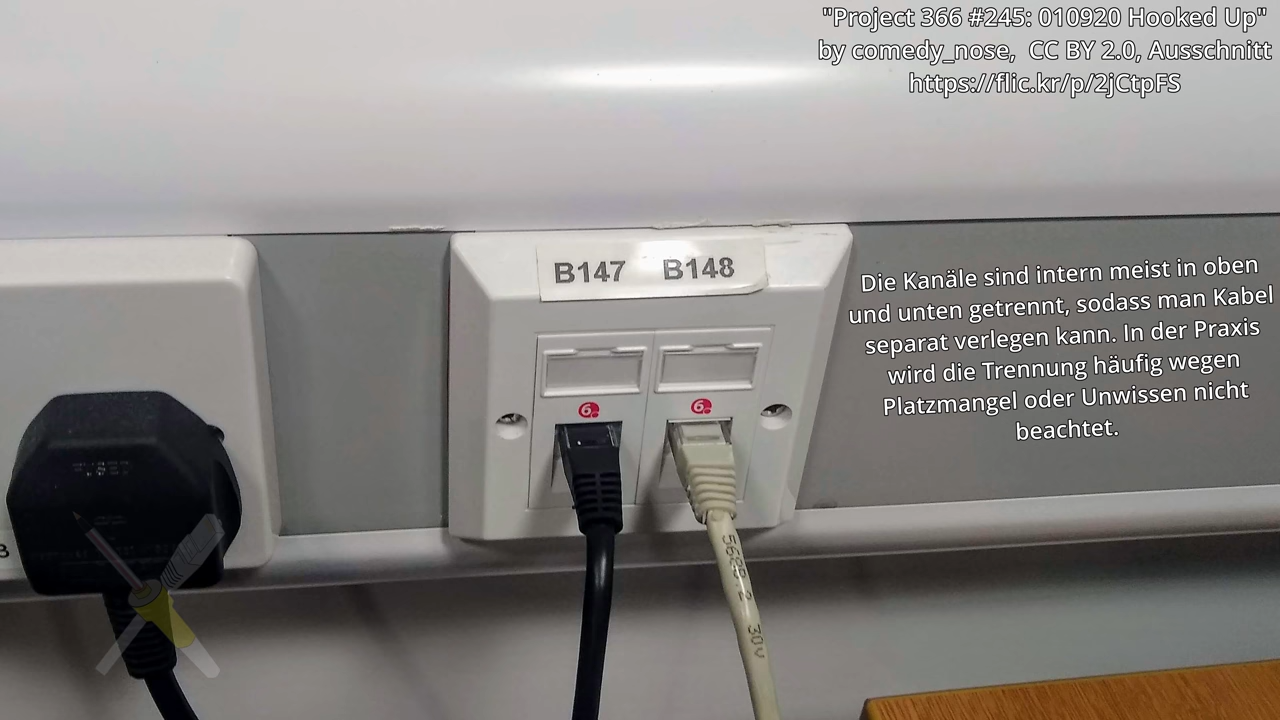 "Project 366 #245: 010920 Hooked Up"
by comedy_nose, CC BY 2.0, Ausschnitt
https://flic.kr/p/2jCtpFS
B147 B148
Die Kanäle sind intern meist in oben
und unten getrennt, sodass man Kabel
separat verlegen kann. In der Praxis
wird die Trennung häufig wegen
Platzmangel oder Unwissen nicht
beachtet.
6
6